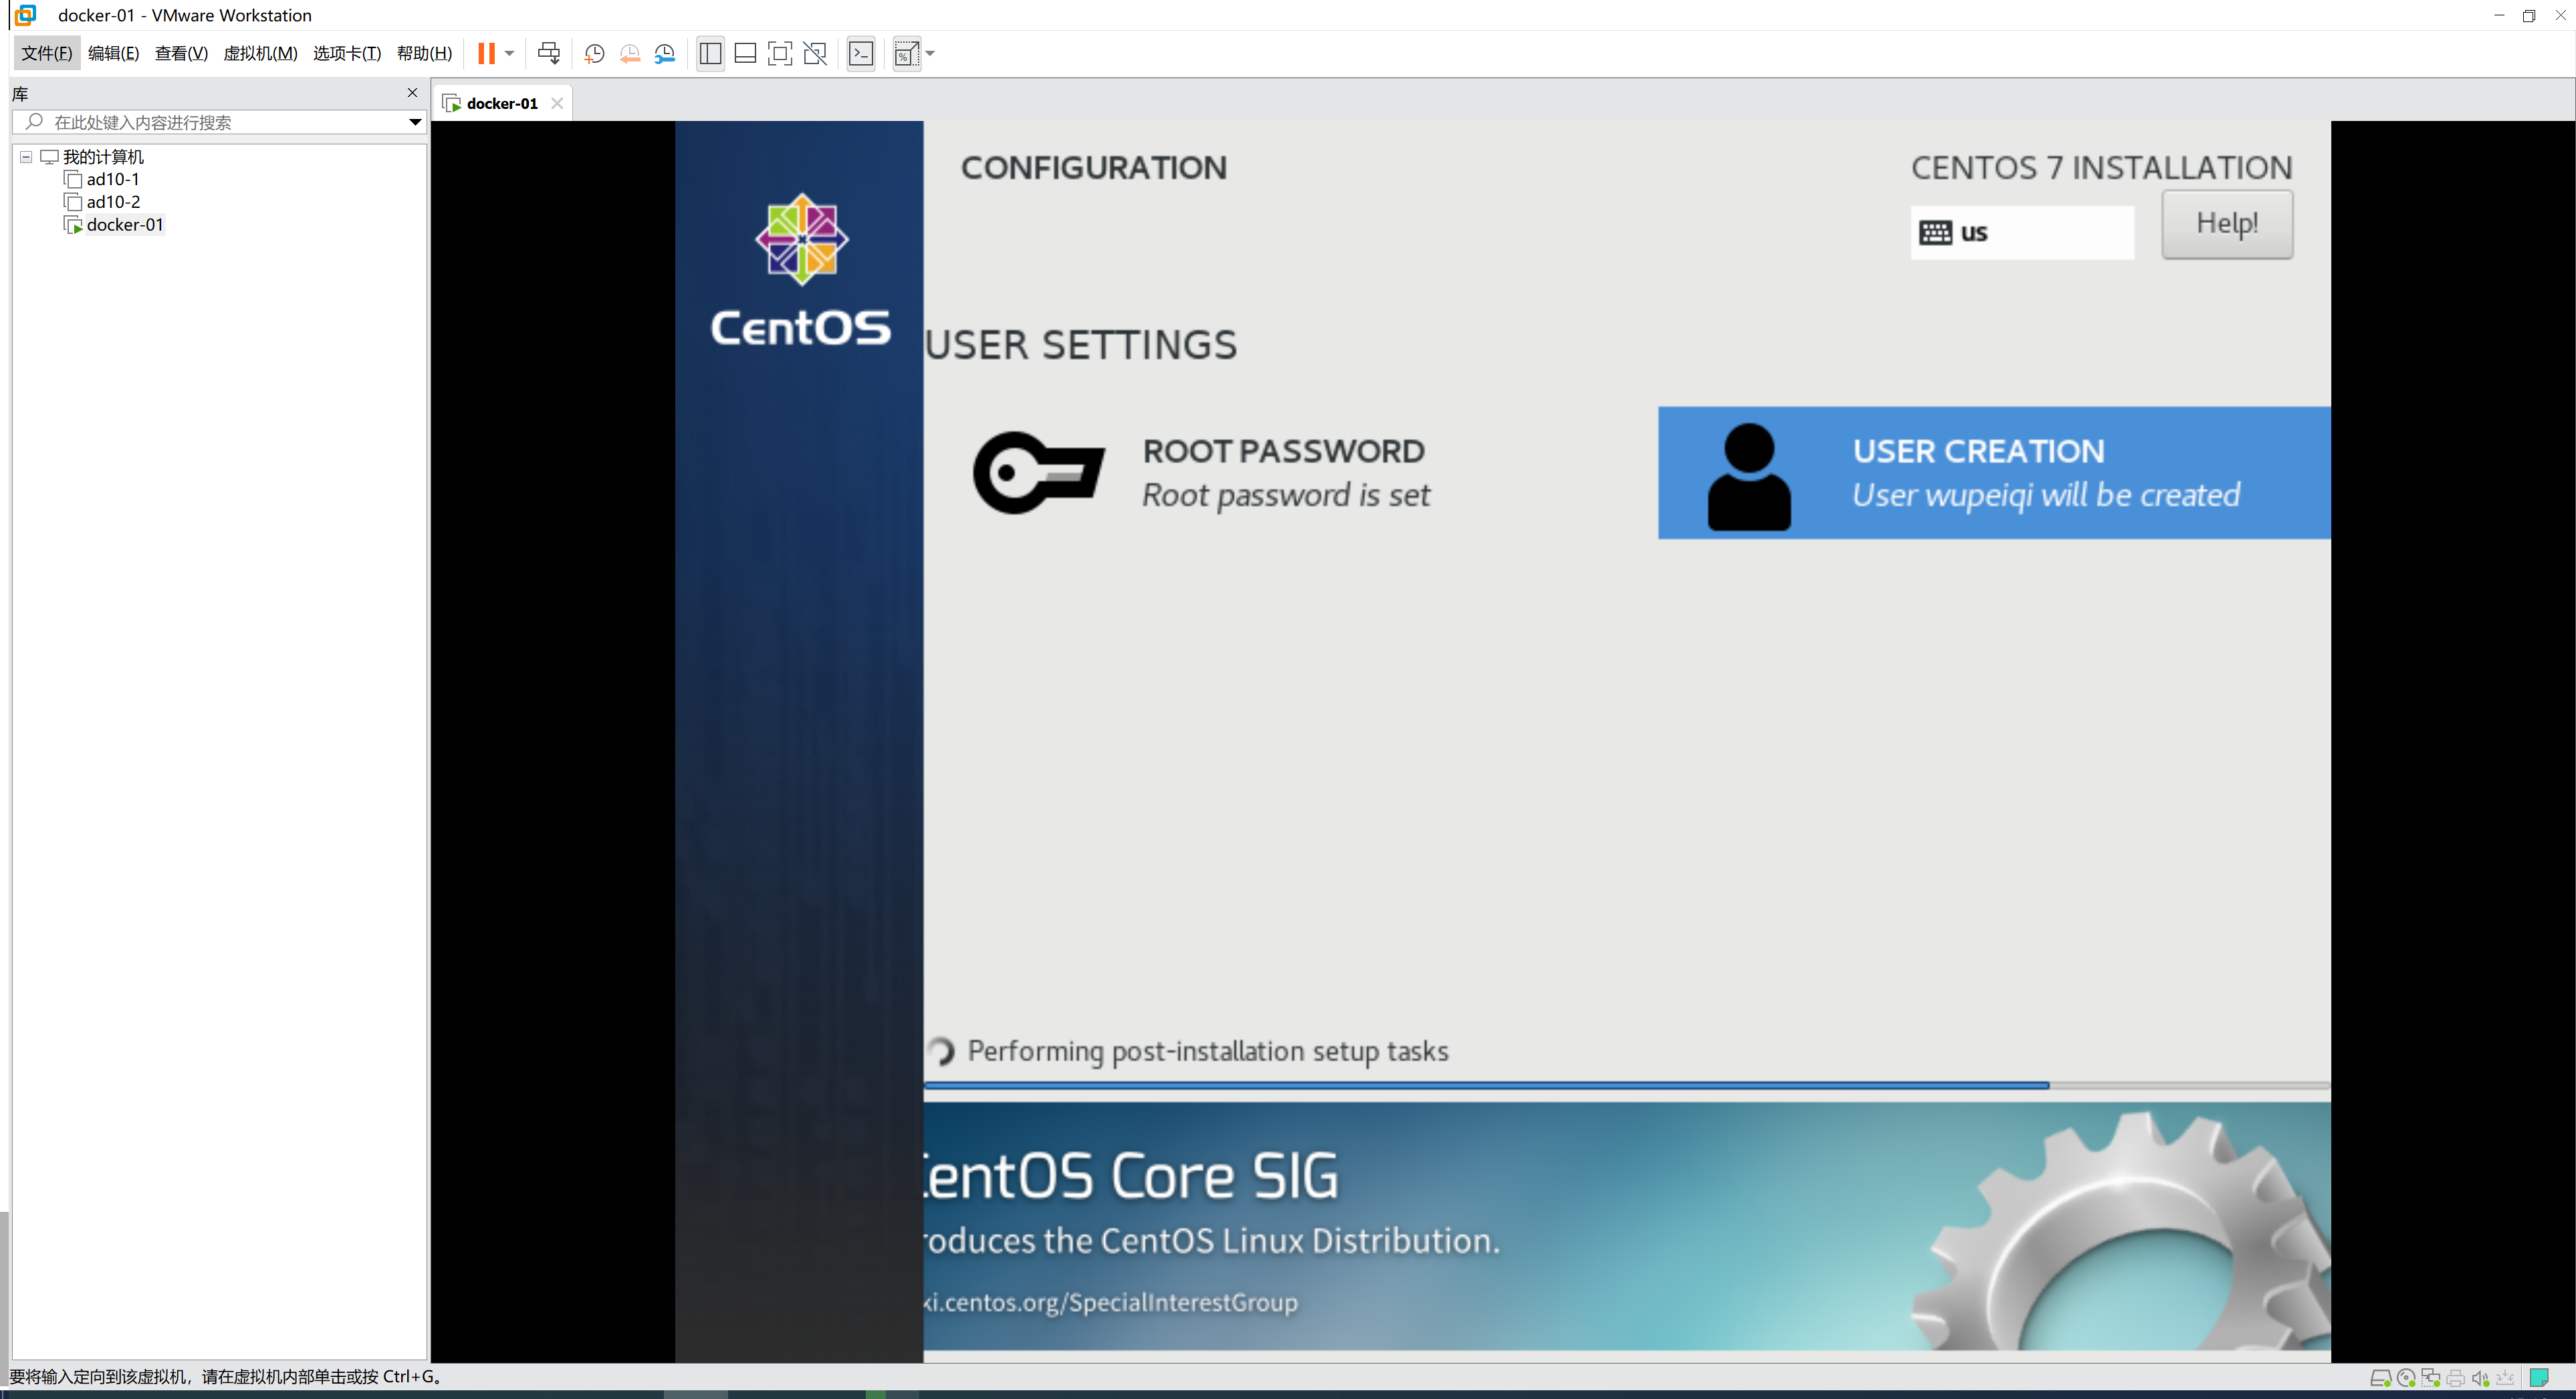 docker-01 - VMware Workstation
文件(F) 编辑(E) 查看(V) 虚拟机(M) 选项卡(T) 帮助(H)
库
在此处键入内容进行搜索
我的计算机
ad10-1
ad10-2
docker-01
docker-01
CentOS
CONFIGURATION
CENTOS 7 INSTALLATION
us
Help!
USER SETTINGS
ROOT PASSWORD
Root password is set
USER CREATION
User wupeiqi will be created
Performing post-installation setup tasks
CentOS Core SIG
roduces the CentOS Linux Distribution.
ki.centos.org/SpecialInterestGroup
要将输入定向到该虚拟机，请在虚拟机内部单击或按 Ctrl+G。